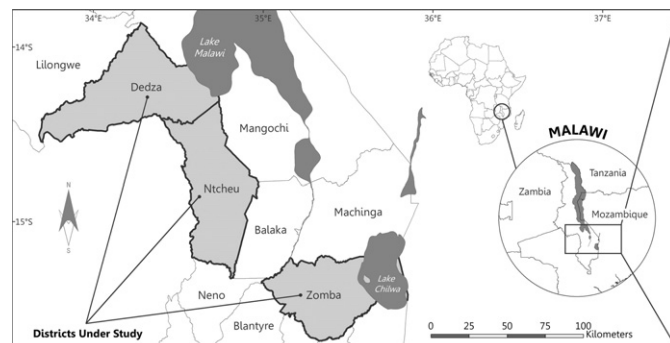 34°E
35°E
36°E
37°E
14°S
15°S
Lilongwe
Dedza
Lake
Malawi
Mangochi
Ntcheu
Balaka
Machinga
Neno
Zomba
Lake
Chilwa
Blantyre
N
S
Districts Under Study
MALAWI
Tanzania
Zambia
Mozambique
0 25 50 75 100
Kilometers